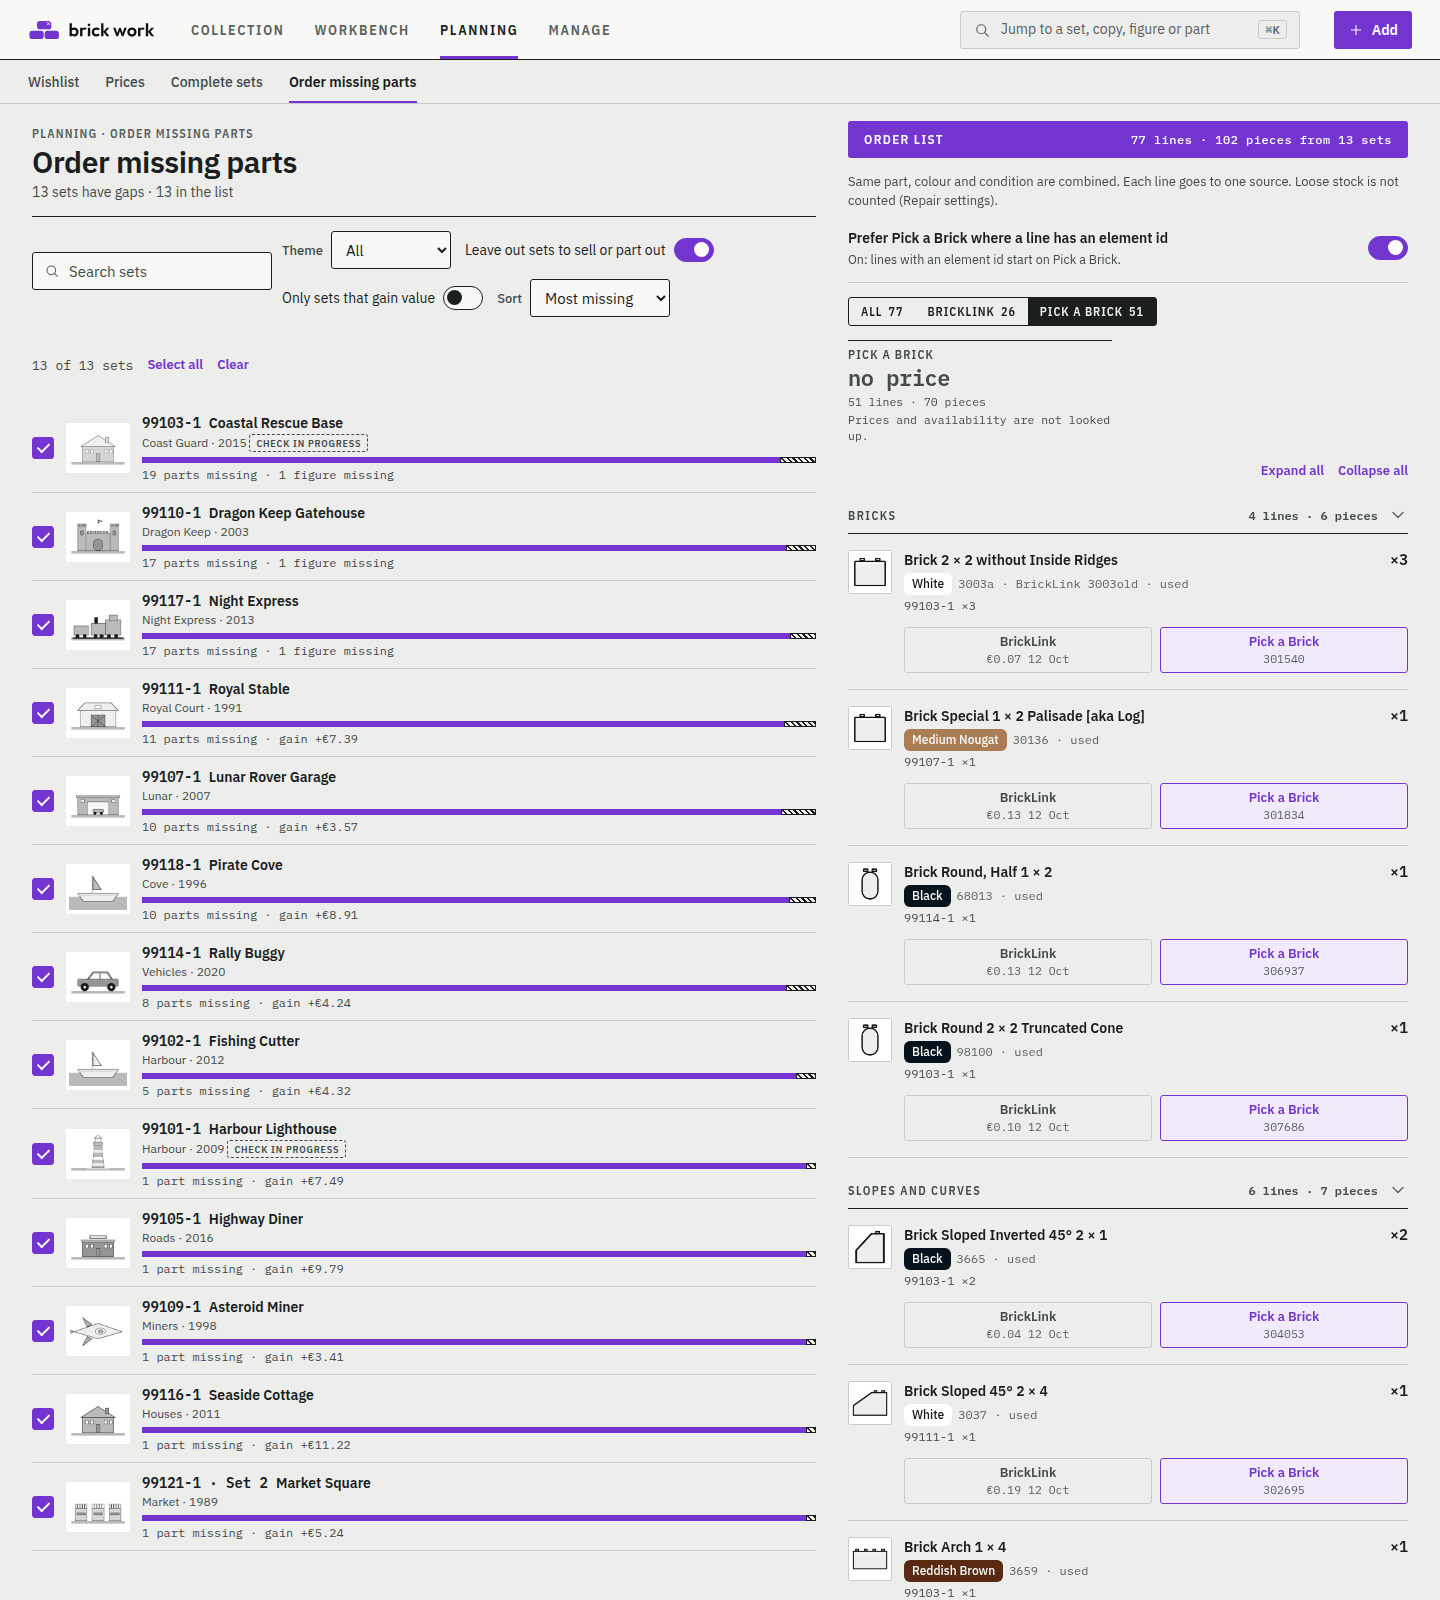 brick work
COLLECTION
WORKBENCH
PLANNING
MANAGE
Jump to a set, copy, figure or part
⌘K
+ Add
Wishlist
Prices
Complete sets
Order missing parts
PLANNING · ORDER MISSING PARTS
Order missing parts
13 sets have gaps · 13 in the list
Search sets
Theme
All
Leave out sets to sell or part out
Only sets that gain value
Sort
Most missing
13 of 13 sets
Select all
Clear
99103-1 Coastal Rescue Base
Coast Guard · 2015 CHECK IN PROGRESS
19 parts missing · 1 figure missing
99110-1 Dragon Keep Gatehouse
Dragon Keep · 2003
17 parts missing · 1 figure missing
99117-1 Night Express
Night Express · 2013
17 parts missing · 1 figure missing
99111-1 Royal Stable
Royal Court · 1991
11 parts missing · gain +€7.39
99107-1 Lunar Rover Garage
Lunar · 2007
10 parts missing · gain +€3.57
99118-1 Pirate Cove
Cove · 1996
10 parts missing · gain +€8.91
99114-1 Rally Buggy
Vehicles · 2020
8 parts missing · gain +€4.24
99102-1 Fishing Cutter
Harbour · 2012
5 parts missing · gain +€4.32
99101-1 Harbour Lighthouse
Harbour · 2009 CHECK IN PROGRESS
1 part missing · gain +€7.49
99105-1 Highway Diner
Roads · 2016
1 part missing · gain +€9.79
99109-1 Asteroid Miner
Miners · 1998
1 part missing · gain +€3.41
99116-1 Seaside Cottage
Houses · 2011
1 part missing · gain +€11.22
99121-1 · Set 2 Market Square
Market · 1989
1 part missing · gain +€5.24
ORDER LIST
77 lines · 102 pieces from 13 sets
Same part, colour and condition are combined. Each line goes to one source. Loose stock is not
counted (Repair settings).
Prefer Pick a Brick where a line has an element id
On: lines with an element id start on Pick a Brick.
ALL 77
BRICKLINK 26
PICK A BRICK 51
PICK A BRICK
no price
51 lines · 70 pieces
Prices and availability are not looked
up.
Expand all
Collapse all
BRICKS
4 lines · 6 pieces
Brick 2 × 2 without Inside Ridges
×3
White 3003a · BrickLink 3003old · used
99103-1 ×3
BrickLink
€0.07 12 Oct
Pick a Brick
301540
Brick Special 1 × 2 Palisade [aka Log]
×1
Medium Nougat 30136 · used
99107-1 ×1
BrickLink
€0.13 12 Oct
Pick a Brick
301834
Brick Round, Half 1 × 2
×1
Black 68013 · used
99114-1 ×1
BrickLink
€0.13 12 Oct
Pick a Brick
306937
Brick Round 2 × 2 Truncated Cone
×1
Black 98100 · used
99103-1 ×1
BrickLink
€0.10 12 Oct
Pick a Brick
307686
SLOPES AND CURVES
6 lines · 7 pieces
Brick Sloped Inverted 45° 2 × 1
×2
Black 3665 · used
99103-1 ×2
BrickLink
€0.04 12 Oct
Pick a Brick
304053
Brick Sloped 45° 2 × 4
×1
White 3037 · used
99111-1 ×1
BrickLink
€0.19 12 Oct
Pick a Brick
302695
Brick Arch 1 × 4
×1
Reddish Brown 3659 · used
99103-1 ×1